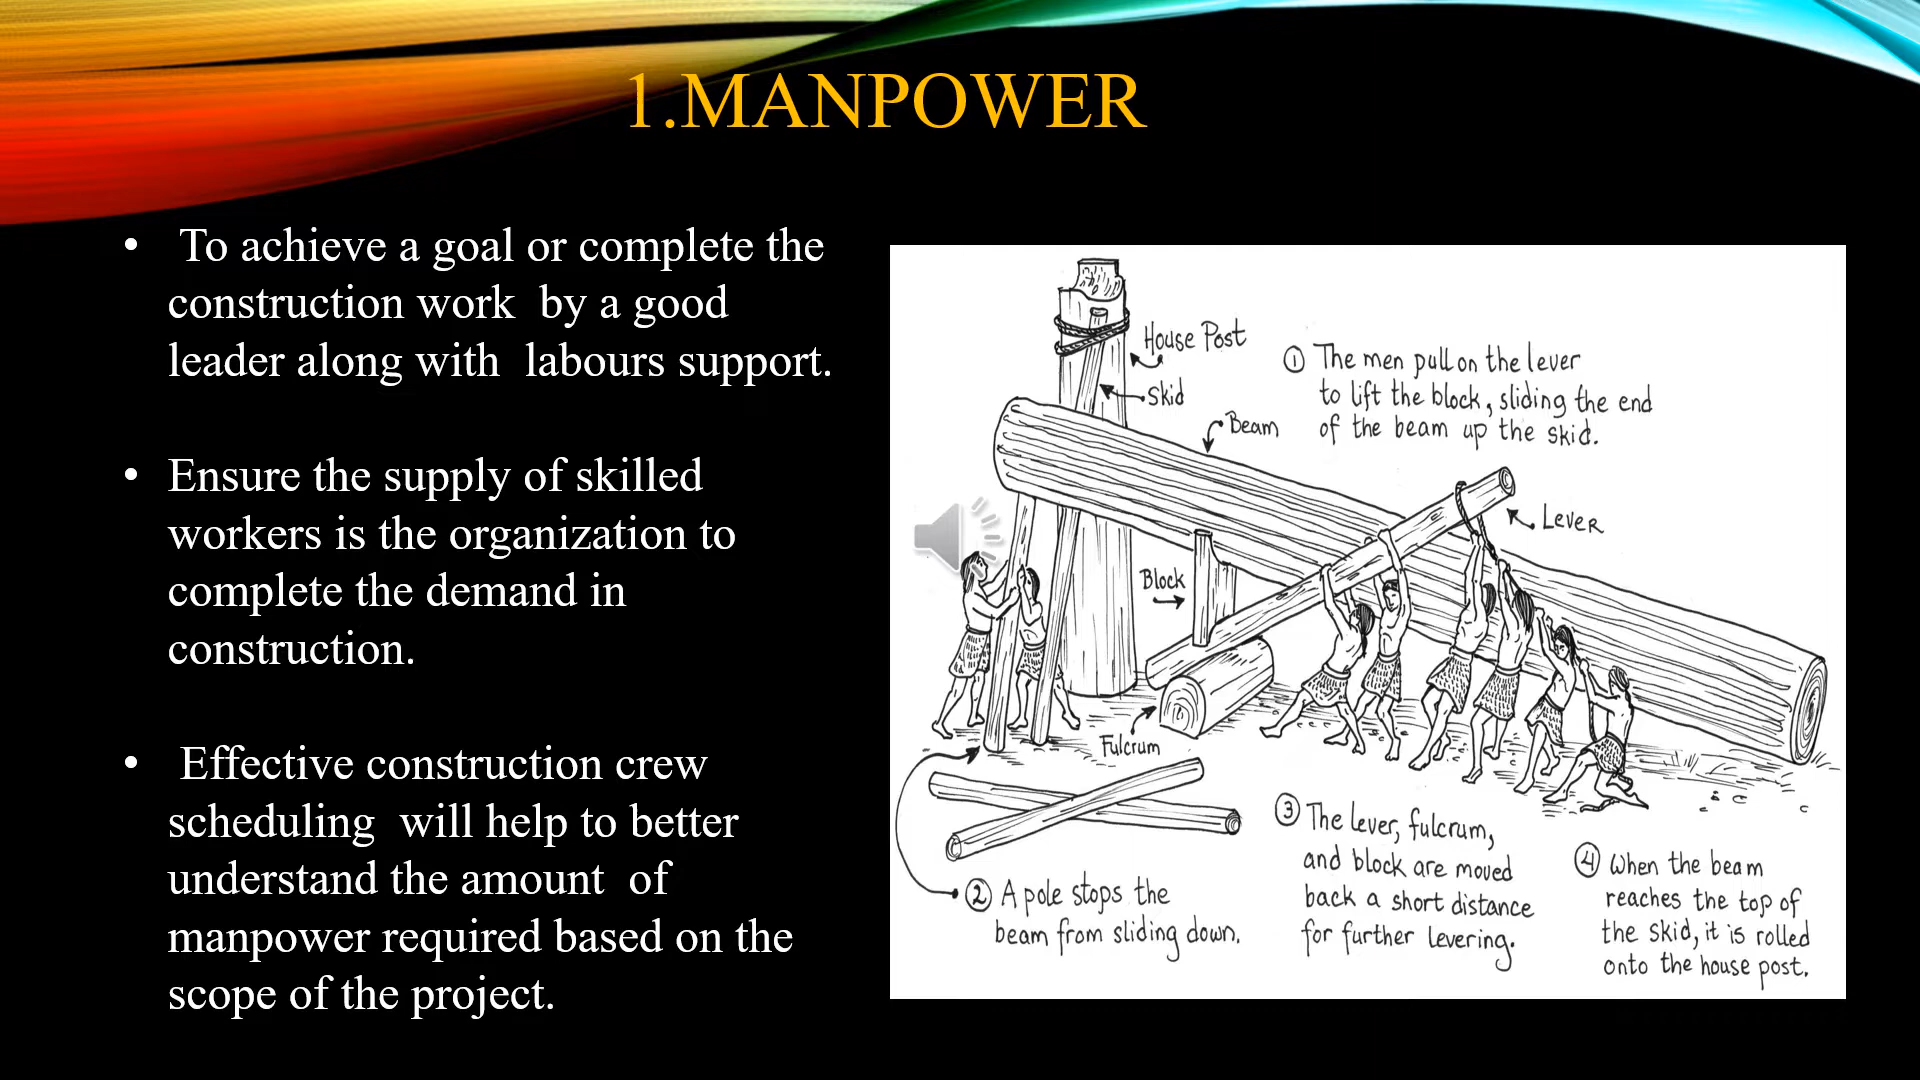 1.MANPOWER
• To achieve a goal or complete the
construction work by a good
leader along with labours support.
• Ensure the supply of skilled
workers is the organization to
complete the demand in
construction.
• Effective construction crew
scheduling will help to better
understand the amount of
manpower required based on the
scope of the project.
House Post
Skid
Beam
① The men pull on the lever
to lift the block, sliding the end
of the beam up the skid.
Lever
Block
Fulcrum
② A pole stops the
beam from sliding down.
③ The lever, fulcrum,
and block are moved
back a short distance
for further levering.
④ When the beam
reaches the top of
the skid, it is rolled
onto the house post.